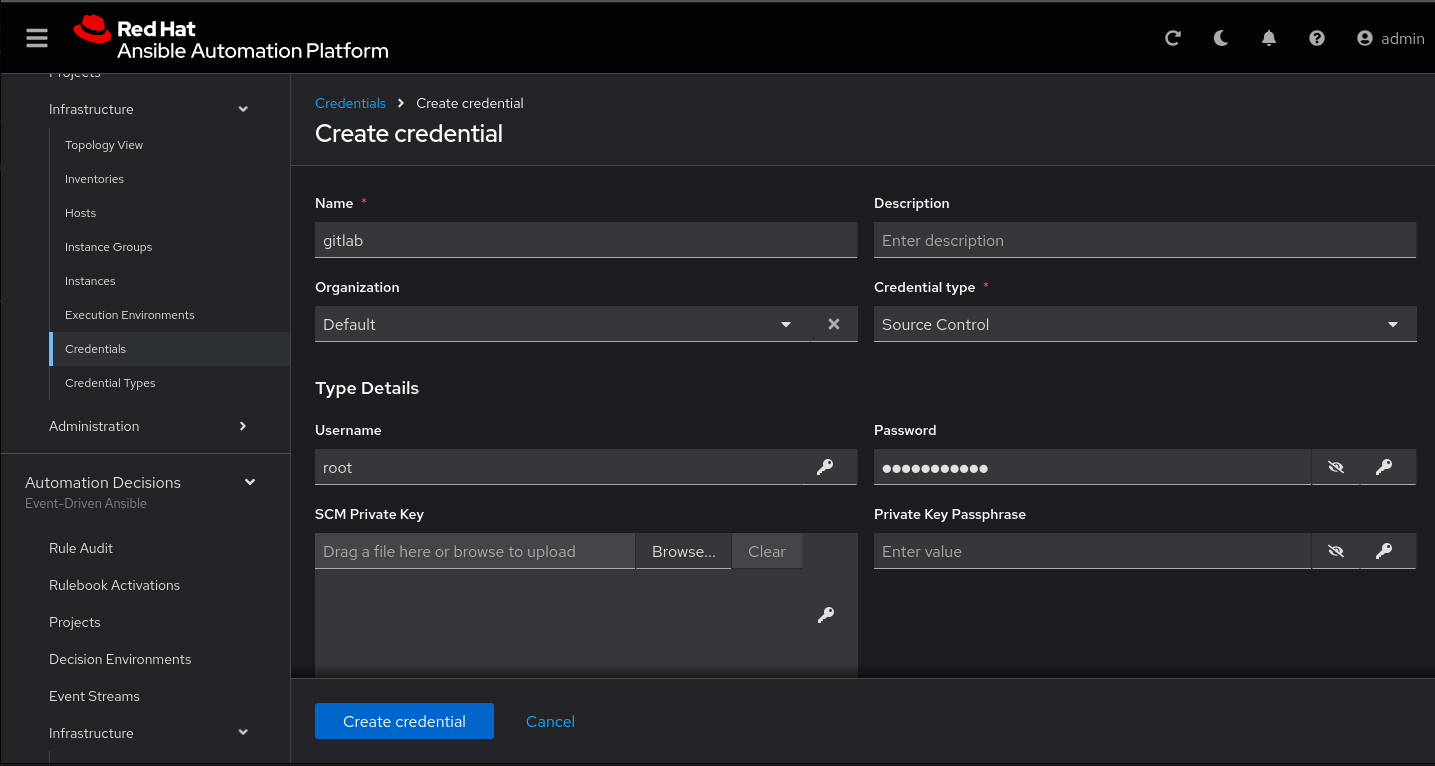 Red Hat
Ansible Automation Platform
admin
Projects
Infrastructure
Topology View
Inventories
Hosts
Instance Groups
Instances
Execution Environments
Credentials
Credential Types
Administration
Automation Decisions
Event-Driven Ansible
Rule Audit
Rulebook Activations
Projects
Decision Environments
Event Streams
Infrastructure
Credentials > Create credential
Create credential
Name *
gitlab
Description
Enter description
Organization
Default
Credential type *
Source Control
Type Details
Username
root
Password
●●●●●●●●●●●
SCM Private Key
Drag a file here or browse to upload
Browse...
Clear
Private Key Passphrase
Enter value
Create credential
Cancel